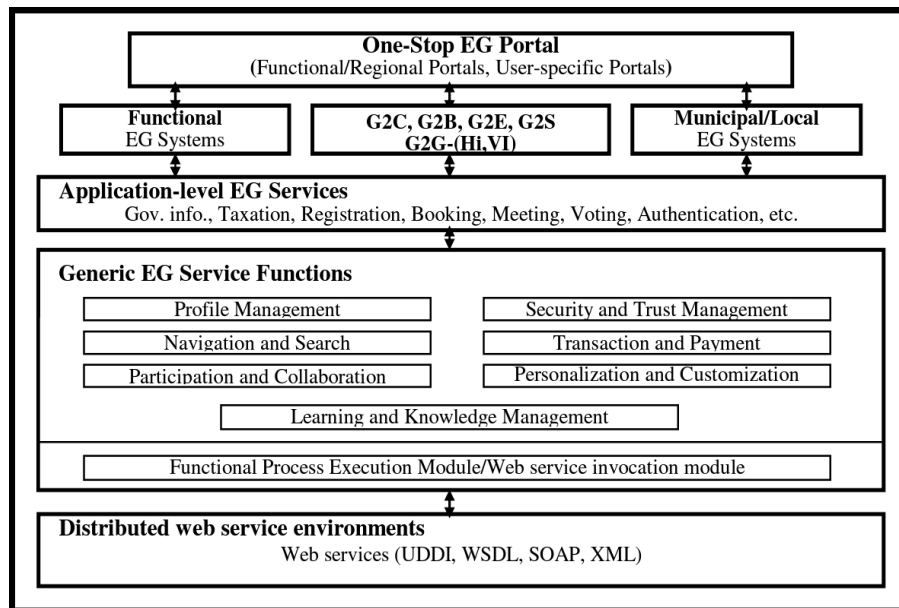 One-Stop EG Portal
(Functional/Regional Portals, User-specific Portals)
Functional
EG Systems
G2C, G2B, G2E, G2S
G2G-(Hi,VI)
Municipal/Local
EG Systems
Application-level EG Services
Gov. info., Taxation, Registration, Booking, Meeting, Voting, Authentication, etc.
Generic EG Service Functions
Profile Management
Security and Trust Management
Navigation and Search
Transaction and Payment
Participation and Collaboration
Personalization and Customization
Learning and Knowledge Management
Functional Process Execution Module/Web service invocation module
Distributed web service environments
Web services (UDDI, WSDL, SOAP, XML)